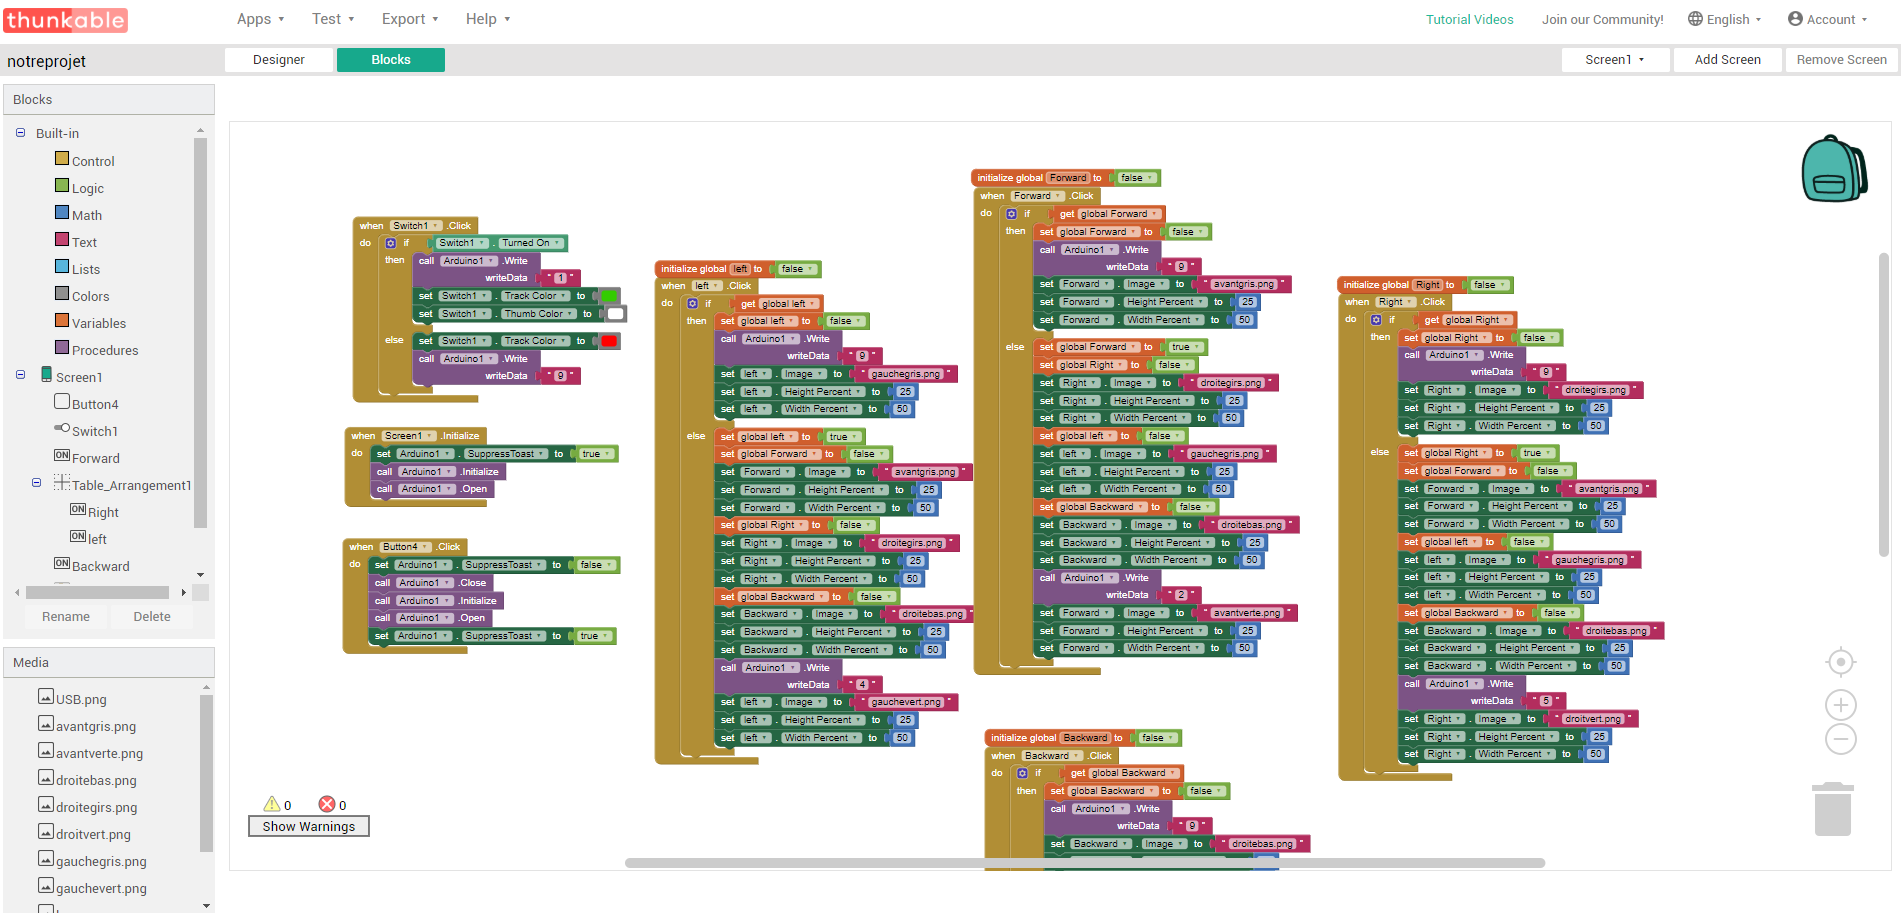 thunkable
Apps Test Export Help
Tutorial Videos Join our Community! English Account
notreprojet
Designer Blocks
Screen1 Add Screen Remove Screen
Blocks
Built-in
Control
Logic
Math
Text
Lists
Colors
Variables
Procedures
Screen1
Button4
Switch1
Forward
Table_Arrangement1
Right
left
Backward
Rename Delete
Media
USB.png
avantgris.png
avantverte.png
droitebas.png
droitegirs.png
droitvert.png
gauchegris.png
gauchevert.png
when Switch1 .Click
do if Switch1 . Turned On
then call Arduino1 .Write
writeData " 1 "
set Switch1 . Track Color to
set Switch1 . Thumb Color to
else set Switch1 . Track Color to
call Arduino1 .Write
writeData " 9 "
when Screen1 .Initialize
do set Arduino1 . SuppressToast to true
call Arduino1 .Initialize
call Arduino1 .Open
when Button4 .Click
do set Arduino1 . SuppressToast to false
call Arduino1 .Close
call Arduino1 .Initialize
call Arduino1 .Open
set Arduino1 . SuppressToast to true
0 0
Show Warnings
initialize global left to false
when left .Click
do if get global left
then set global left to false
call Arduino1 .Write
writeData " 9 "
set left . Image to " gauchegris.png "
set left . Height Percent to 25
set left . Width Percent to 50
else set global left to true
set global Forward to false
set Forward . Image to " avantgris.png "
set Forward . Height Percent to 25
set Forward . Width Percent to 50
set global Right to false
set Right . Image to " droitegirs.png "
set Right . Height Percent to 25
set Right . Width Percent to 50
set global Backward to false
set Backward . Image to " droitebas.png "
set Backward . Height Percent to 25
set Backward . Width Percent to 50
call Arduino1 .Write
writeData " 4 "
set left . Image to " gauchevert.png "
set left . Height Percent to 25
set left . Width Percent to 50
initialize global Forward to false
when Forward .Click
do if get global Forward
then set global Forward to false
call Arduino1 .Write
writeData " 9 "
set Forward . Image to " avantgris.png "
set Forward . Height Percent to 25
set Forward . Width Percent to 50
else set global Forward to true
set global Right to false
set Right . Image to " droitegirs.png "
set Right . Height Percent to 25
set Right . Width Percent to 50
set global left to false
set left . Image to " gauchegris.png "
set left . Height Percent to 25
set left . Width Percent to 50
set global Backward to false
set Backward . Image to " droitebas.png "
set Backward . Height Percent to 25
set Backward . Width Percent to 50
call Arduino1 .Write
writeData " 2 "
set Forward . Image to " avantverte.png "
set Forward . Height Percent to 25
set Forward . Width Percent to 50
initialize global Backward to false
when Backward .Click
do if get global Backward
then set global Backward to false
call Arduino1 .Write
writeData " 9 "
set Backward . Image to " droitebas.png "
initialize global Right to false
when Right .Click
do if get global Right
then set global Right to false
call Arduino1 .Write
writeData " 9 "
set Right . Image to " droitegirs.png "
set Right . Height Percent to 25
set Right . Width Percent to 50
else set global Right to true
set global Forward to false
set Forward . Image to " avantgris.png "
set Forward . Height Percent to 25
set Forward . Width Percent to 50
set global left to false
set left . Image to " gauchegris.png "
set left . Height Percent to 25
set left . Width Percent to 50
set global Backward to false
set Backward . Image to " droitebas.png "
set Backward . Height Percent to 25
set Backward . Width Percent to 50
call Arduino1 .Write
writeData " 5 "
set Right . Image to " droitvert.png "
set Right . Height Percent to 25
set Right . Width Percent to 50